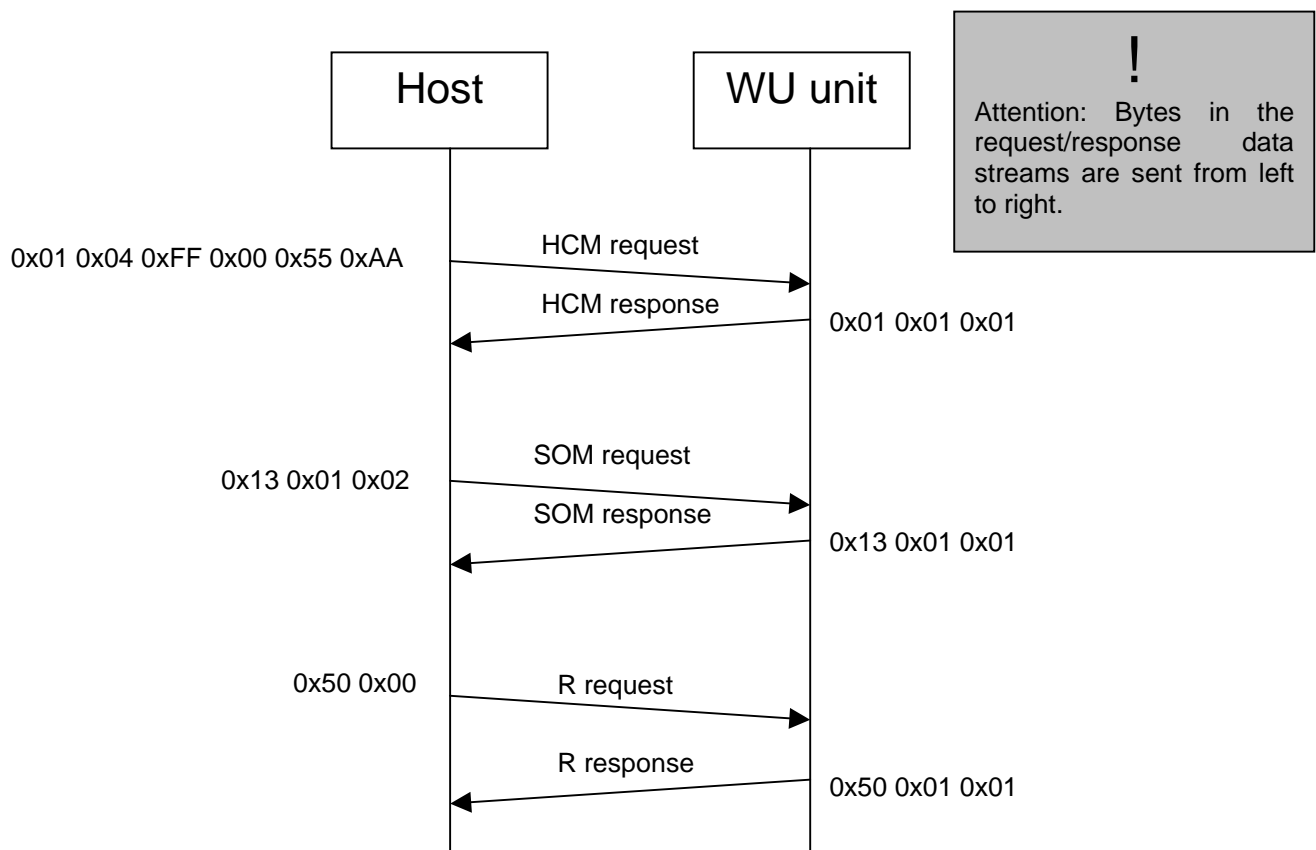 Host
WU unit
!
Attention: Bytes in the
request/response data
streams are sent from left
to right.
0x01 0x04 0xFF 0x00 0x55 0xAA
HCM request
HCM response
0x01 0x01 0x01
0x13 0x01 0x02
SOM request
SOM response
0x13 0x01 0x01
0x50 0x00
R request
R response
0x50 0x01 0x01